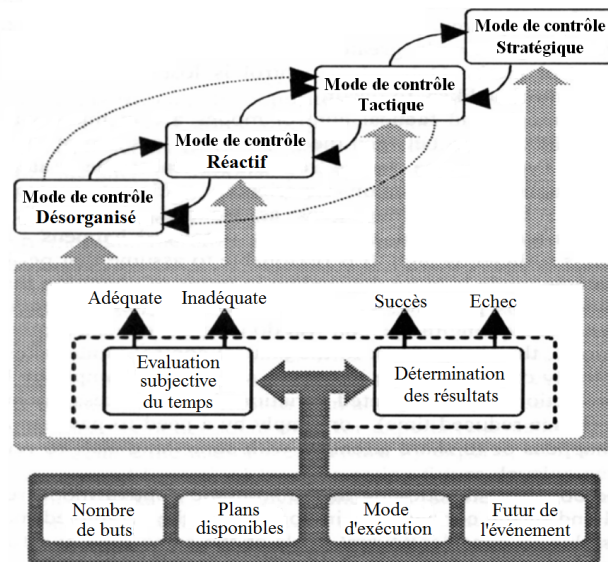 Mode de contrôle
Stratégique
Mode de contrôle
Tactique
Mode de contrôle
Réactif
Mode de contrôle
Désorganisé
Adéquate
Inadéquate
Succès
Echec
Evaluation
subjective
du temps
Détermination
des résultats
Nombre
de buts
Plans
disponibles
Mode
d'exécution
Futur de
l'événement